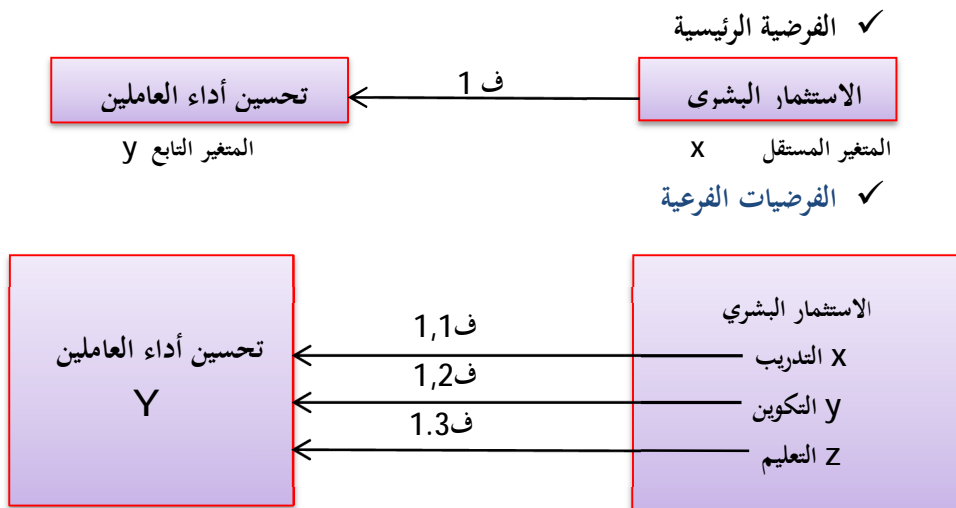 ✓ الفرضية الرئيسية
الاستثمار البشرى
ف 1
تحسين أداء العاملين
المتغير المستقل x
المتغير التابع y
✓ الفرضيات الفرعية
الاستثمار البشري
x التدريب
y التكوين
z التعليم
ف1,1
ف1,2
ف1.3
تحسين أداء العاملين
Y